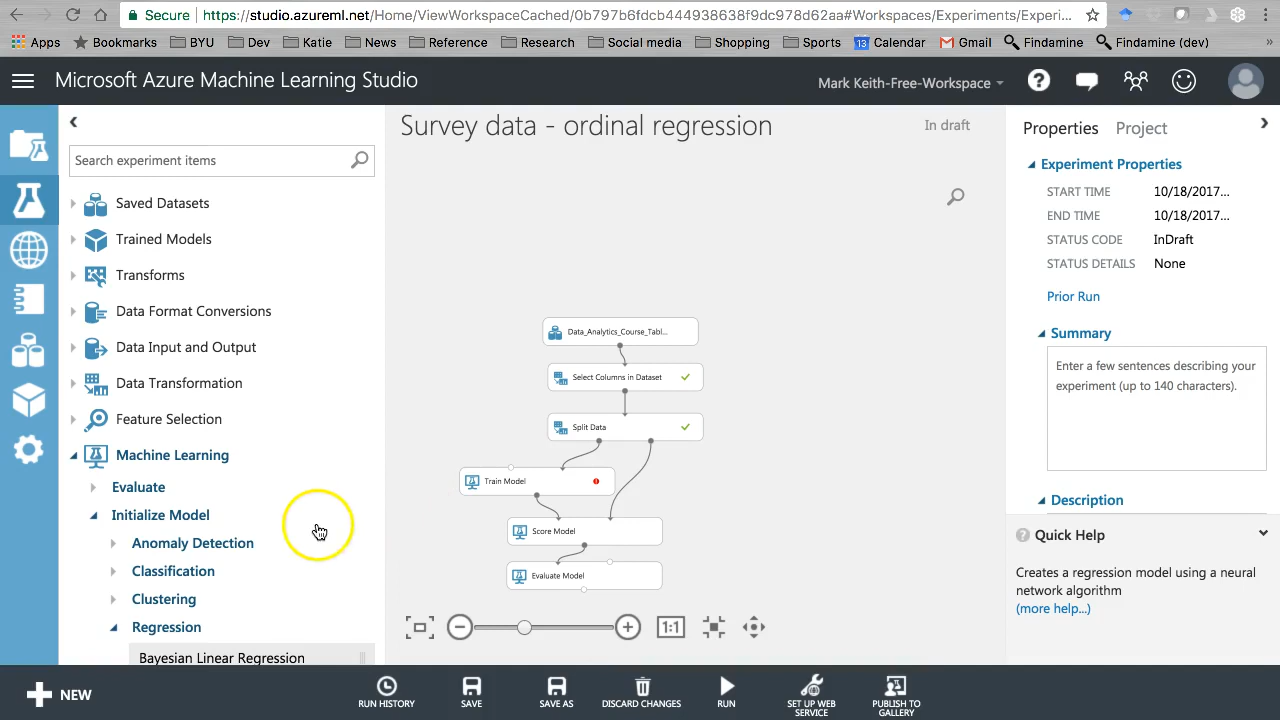 Secure https://studio.azureml.net/Home/ViewWorkspaceCached/0b797b6fdcb444938638f9dc978d62aa#Workspaces/Experiments/Experi...
Apps Bookmarks BYU Dev Katie News Reference Research Social media Shopping Sports 13 Calendar Gmail Findamine Findamine (dev) »
Microsoft Azure Machine Learning Studio
Mark Keith-Free-Workspace
Search experiment items
Saved Datasets
Trained Models
Transforms
Data Format Conversions
Data Input and Output
Data Transformation
Feature Selection
Machine Learning
Evaluate
Initialize Model
Anomaly Detection
Classification
Clustering
Regression
Bayesian Linear Regression
Survey data - ordinal regression
In draft
Data_Analytics_Course_Tabl...
Select Columns in Dataset
Split Data
Train Model
Score Model
Evaluate Model
1:1
Properties Project
Experiment Properties
START TIME 10/18/2017...
END TIME 10/18/2017...
STATUS CODE InDraft
STATUS DETAILS None
Prior Run
Summary
Enter a few sentences describing your
experiment (up to 140 characters).
Description
Quick Help
Creates a regression model using a neural
network algorithm
(more help...)
NEW
RUN HISTORY
SAVE
SAVE AS
DISCARD CHANGES
RUN
SET UP WEB
SERVICE
PUBLISH TO
GALLERY